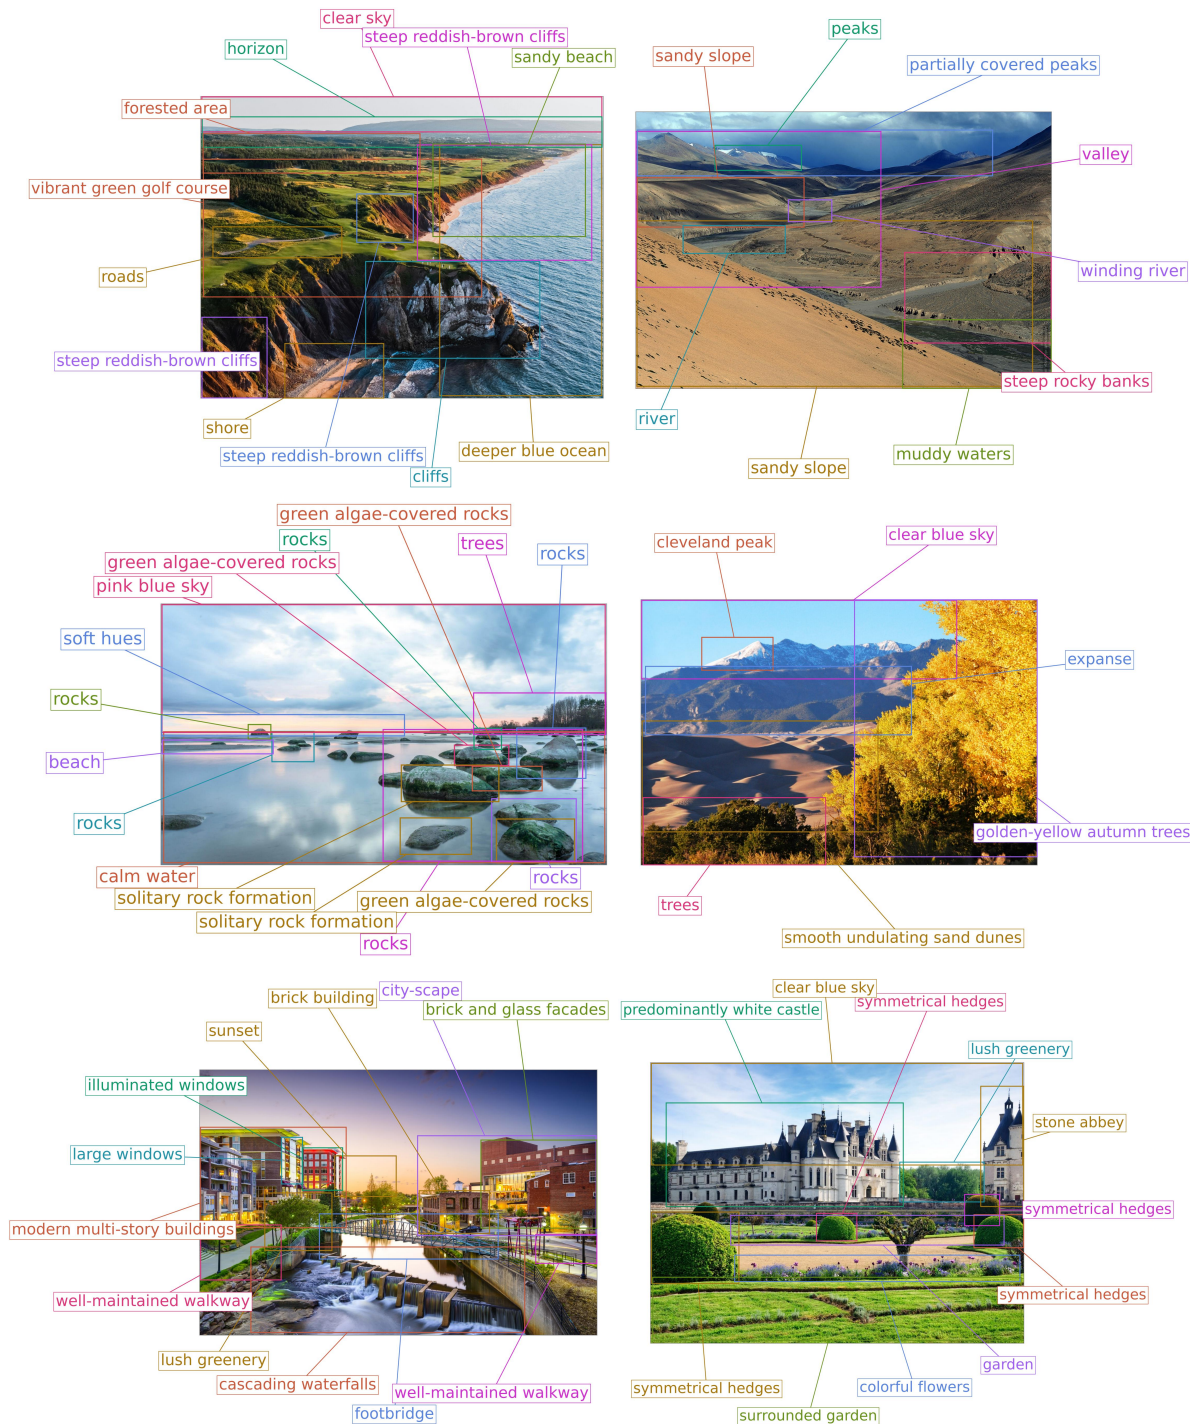 clear sky
steep reddish-brown cliffs
horizon
sandy beach
forested area
vibrant green golf course
roads
steep reddish-brown cliffs
shore
steep reddish-brown cliffs
deeper blue ocean
cliffs
peaks
sandy slope
partially covered peaks
valley
winding river
steep rocky banks
river
muddy waters
sandy slope
green algae-covered rocks
rocks
trees
rocks
green algae-covered rocks
pink blue sky
soft hues
rocks
beach
rocks
calm water
rocks
solitary rock formation
green algae-covered rocks
solitary rock formation
rocks
clear blue sky
cleveland peak
expanse
golden-yellow autumn trees
trees
smooth undulating sand dunes
city-scape
brick building
brick and glass facades
sunset
illuminated windows
large windows
modern multi-story buildings
well-maintained walkway
lush greenery
cascading waterfalls
well-maintained walkway
footbridge
clear blue sky
symmetrical hedges
predominantly white castle
lush greenery
stone abbey
symmetrical hedges
symmetrical hedges
garden
symmetrical hedges
colorful flowers
surrounded garden